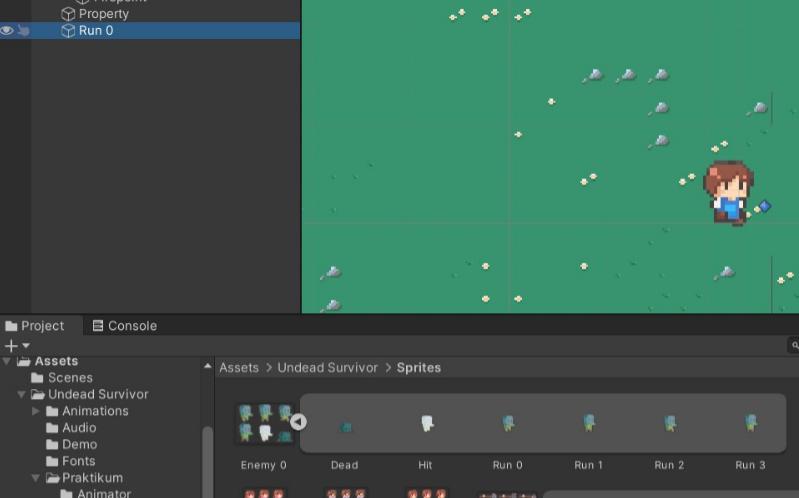 Property
Run 0
Project
Console
Assets
Scenes
Undead Survivor
Animations
Audio
Demo
Fonts
Praktikum
Animator
Assets > Undead Survivor > Sprites
Enemy 0
Dead
Hit
Run 0
Run 1
Run 2
Run 3